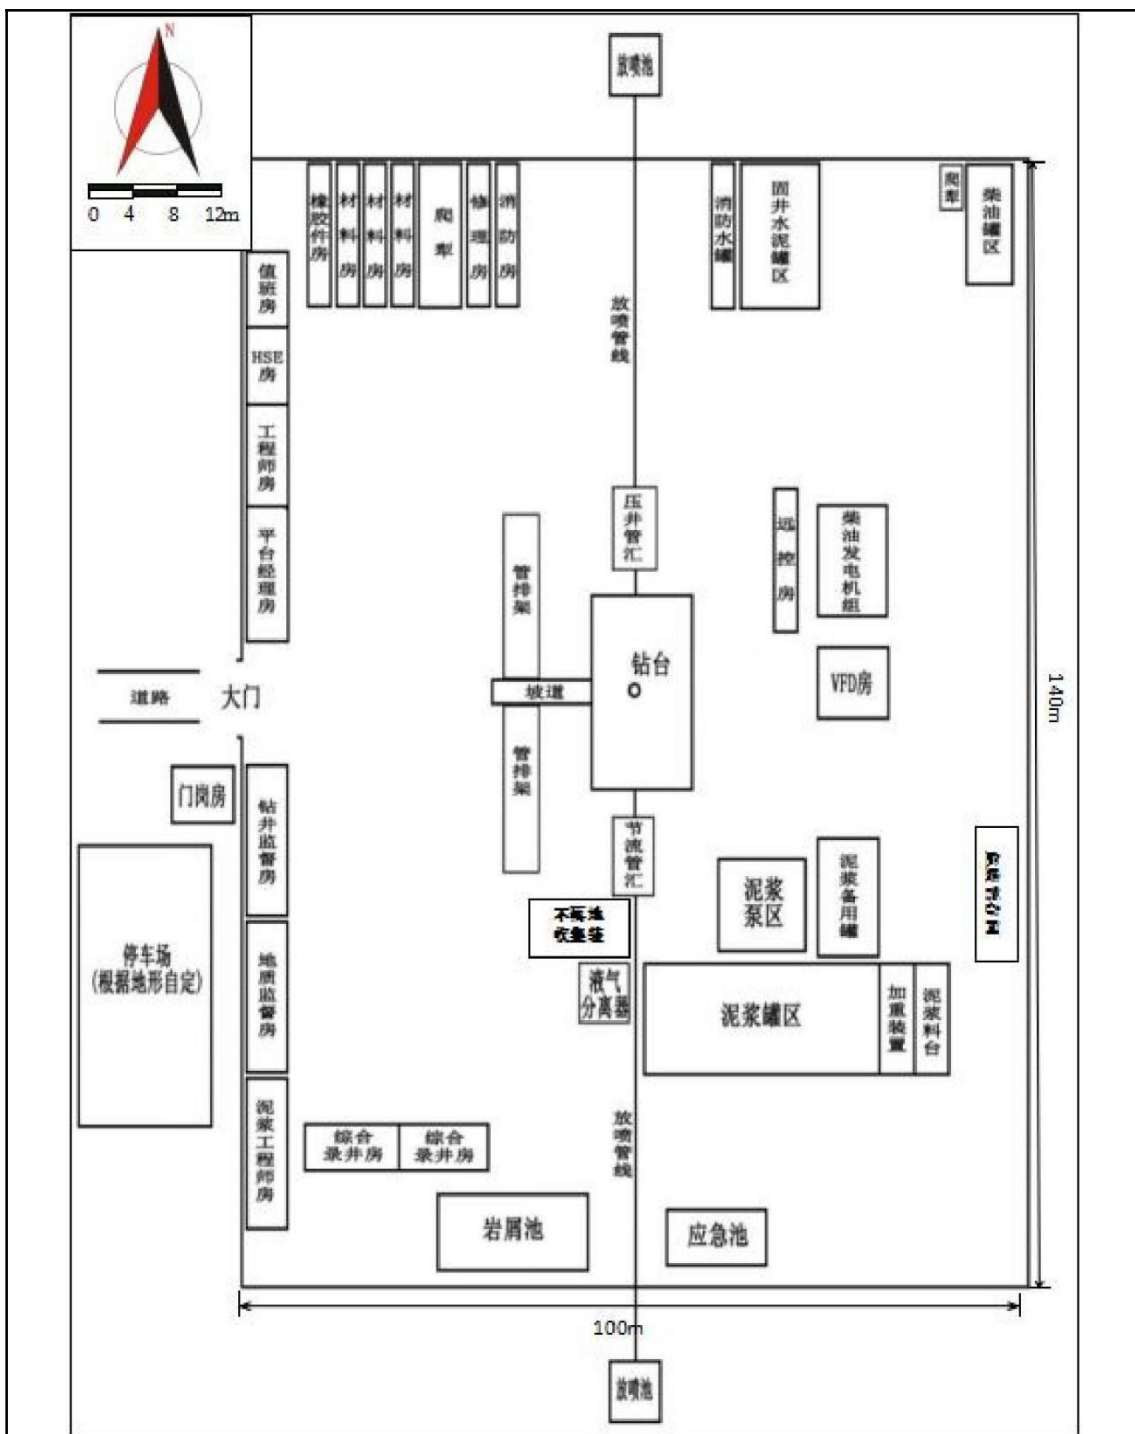 放喷池
N
0 4 8 12m
橡胶件房
材料房
材料房
材料房
爬犁
修理房
消防房
消防水罐
固井水泥罐区
爬犁
柴油罐区
值班房
HSE
房
工程师房
平台经理房
放喷管线
压井管汇
管排架
远控房
柴油发电机组
钻台
坡道
VFD房
道路
大门
140m
门岗房
钻井监督房
管排架
节流管汇
泥浆
泵区
泥浆备用罐
不落地
收集装
停车场
(根据地形自定)
地质监督房
液气
分离器
泥浆罐区
加重装置
泥浆料台
泥浆工程师房
综合
录井房
综合
录井房
放喷管线
岩屑池
应急池
100m
放喷池